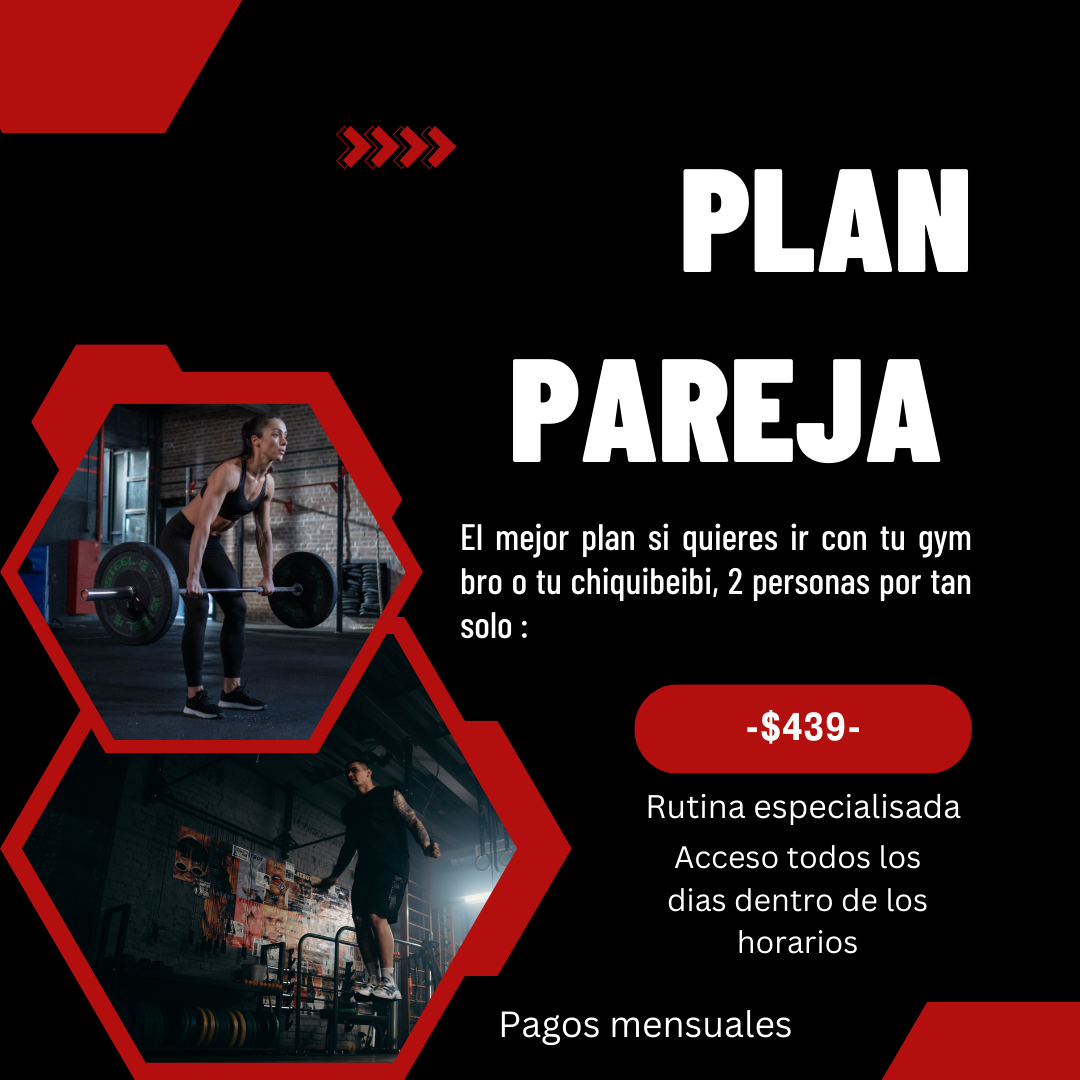 PLAN
PAREJA
El mejor plan si quieres ir con tu gym
bro o tu chiquibeibi, 2 personas por tan
solo :
-$439-
Rutina especialisada
Acceso todos los
dias dentro de los
horarios
Pagos mensuales